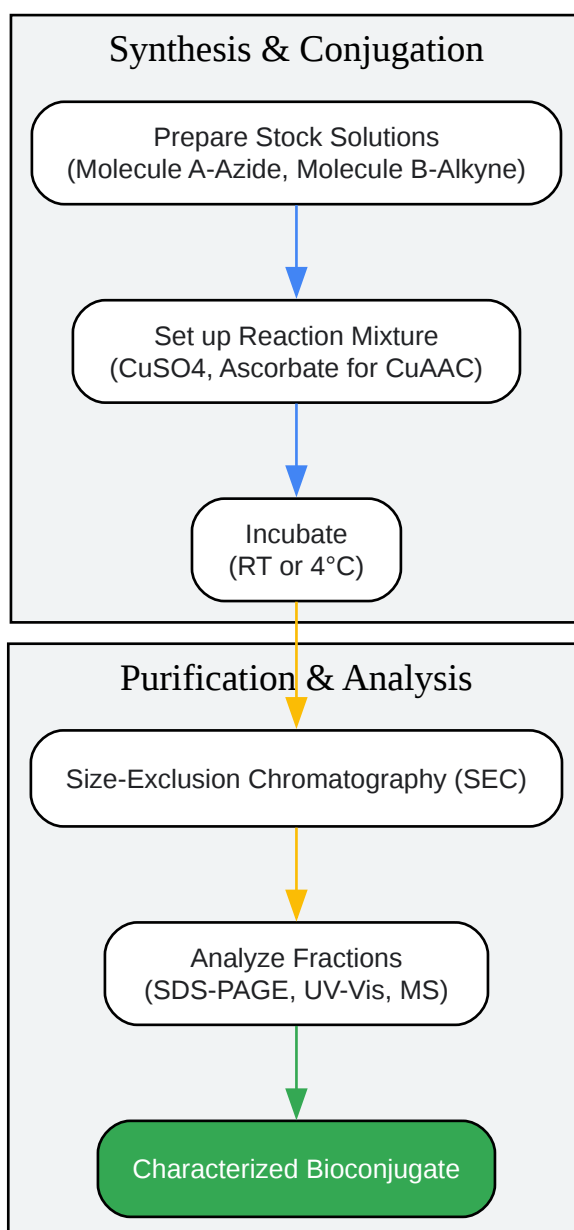 Synthesis & Conjugation
Prepare Stock Solutions
(Molecule A-Azide, Molecule B-Alkyne)
Set up Reaction Mixture
(CuSO4, Ascorbate for CuAAC)
Incubate
(RT or 4°C)
Purification & Analysis
Size-Exclusion Chromatography (SEC)
Analyze Fractions
(SDS-PAGE, UV-Vis, MS)
Characterized Bioconjugate